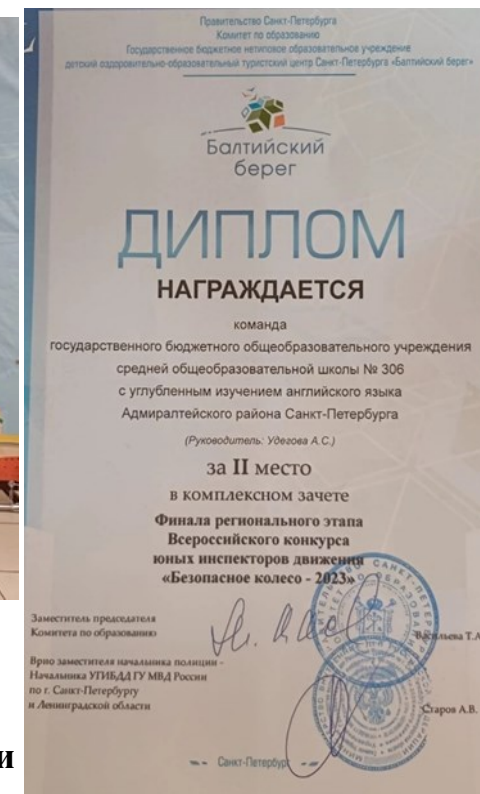 Правительство Санкт-Петербурга
Комитет по образованию
Государственное бюджетное нетиповое образовательное учреждение
детский оздоровительно-образовательный туристский центр Санкт-Петербурга «Балтийский берег»
Балтийский
берег
ДИПЛОМ
НАГРАЖДАЕТСЯ
команда
государственного бюджетного общеобразовательного учреждения
средней общеобразовательной школы № 306
с углубленным изучением английского языка
Адмиралтейского района Санкт-Петербурга
(Руководитель: Удегова А.С.)
за II место
в комплексном зачете
Финала регионального этапа
Всероссийского конкурса
юных инспекторов движения
«Безопасное колесо - 2023»
Заместитель председателя
Комитета по образованию
Васильева Т.А
Врио заместителя начальника полиции -
Начальника УГИБДД ГУ МВД России
по г. Санкт-Петербургу
и Ленинградской области
Старов А.В.
Санкт-Петербург
и